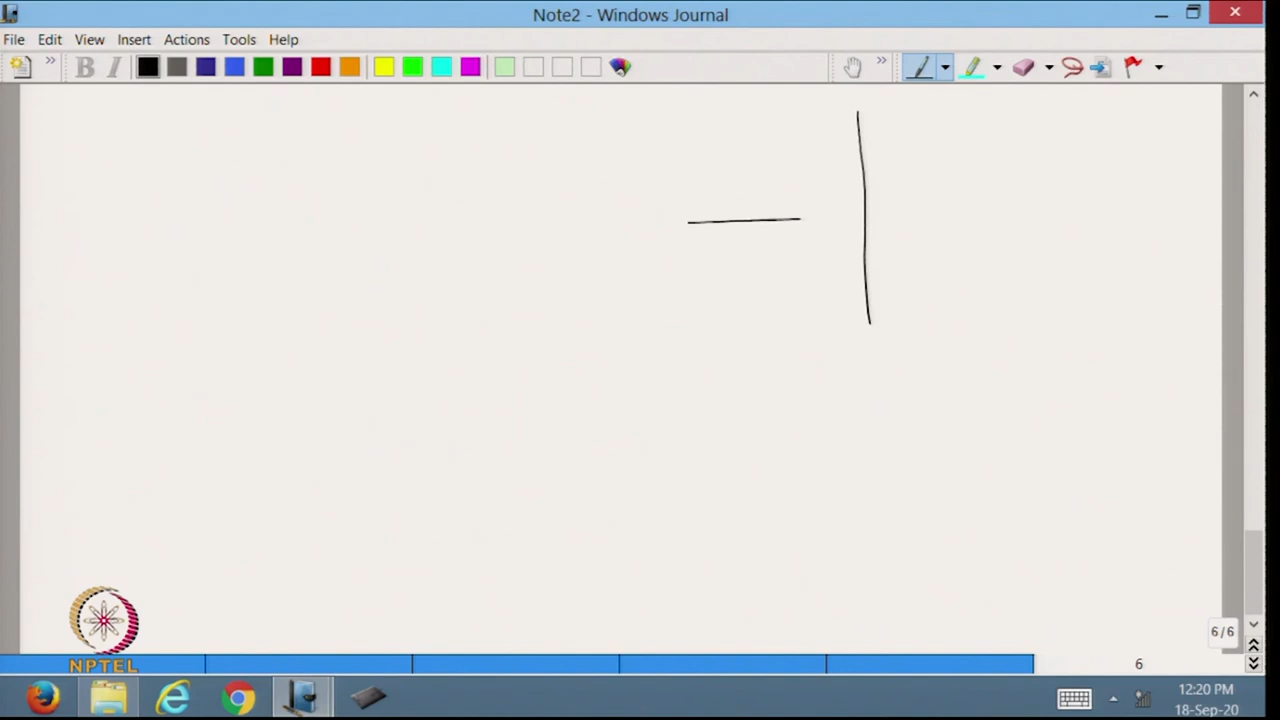 Note2 - Windows Journal
File Edit View Insert Actions Tools Help
B I
6 / 6
NPTEL
6
12:20 PM
18-Sep-20